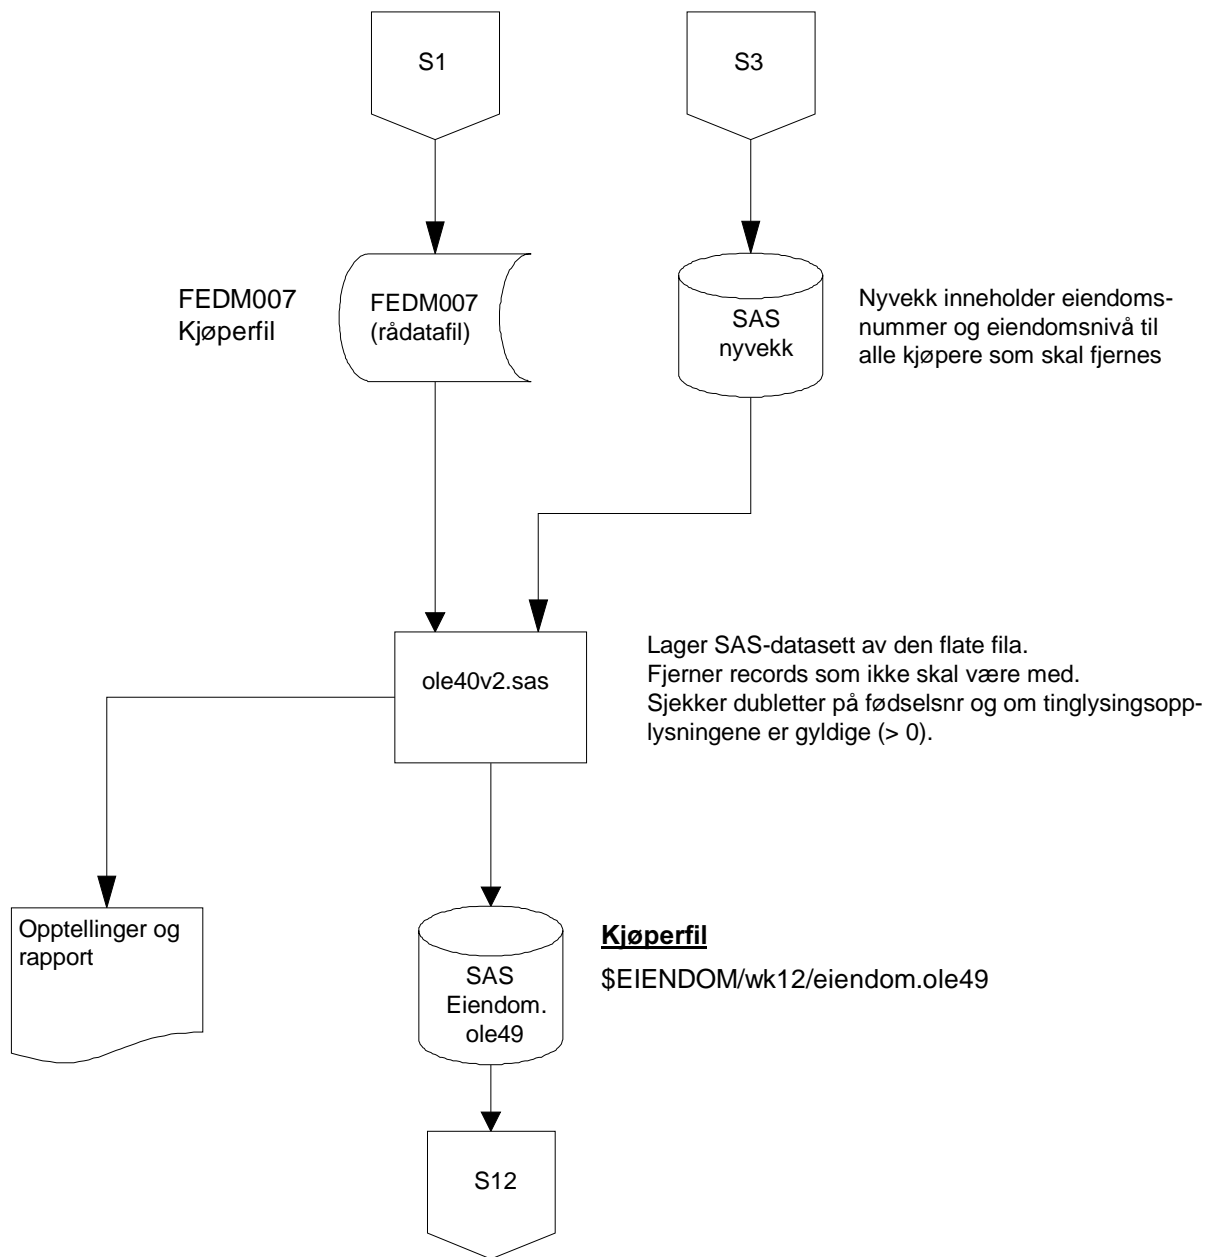 S1
S3
FEDM007
Kjøperfil
FEDM007
(rådatafil)
SAS
nyvekk
Nyvekk inneholder eiendoms-
nummer og eiendomsnivå til
alle kjøpere som skal fjernes
ole40v2.sas
Lager SAS-datasett av den flate fila.
Fjerner records som ikke skal være med.
Sjekker dubletter på fødselsnr og om tinglysingsopp-
lysningene er gyldige (> 0).
Opptellinger og
rapport
SAS
Eiendom.
ole49
Kjøperfil
$EIENDOM/wk12/eiendom.ole49
S12